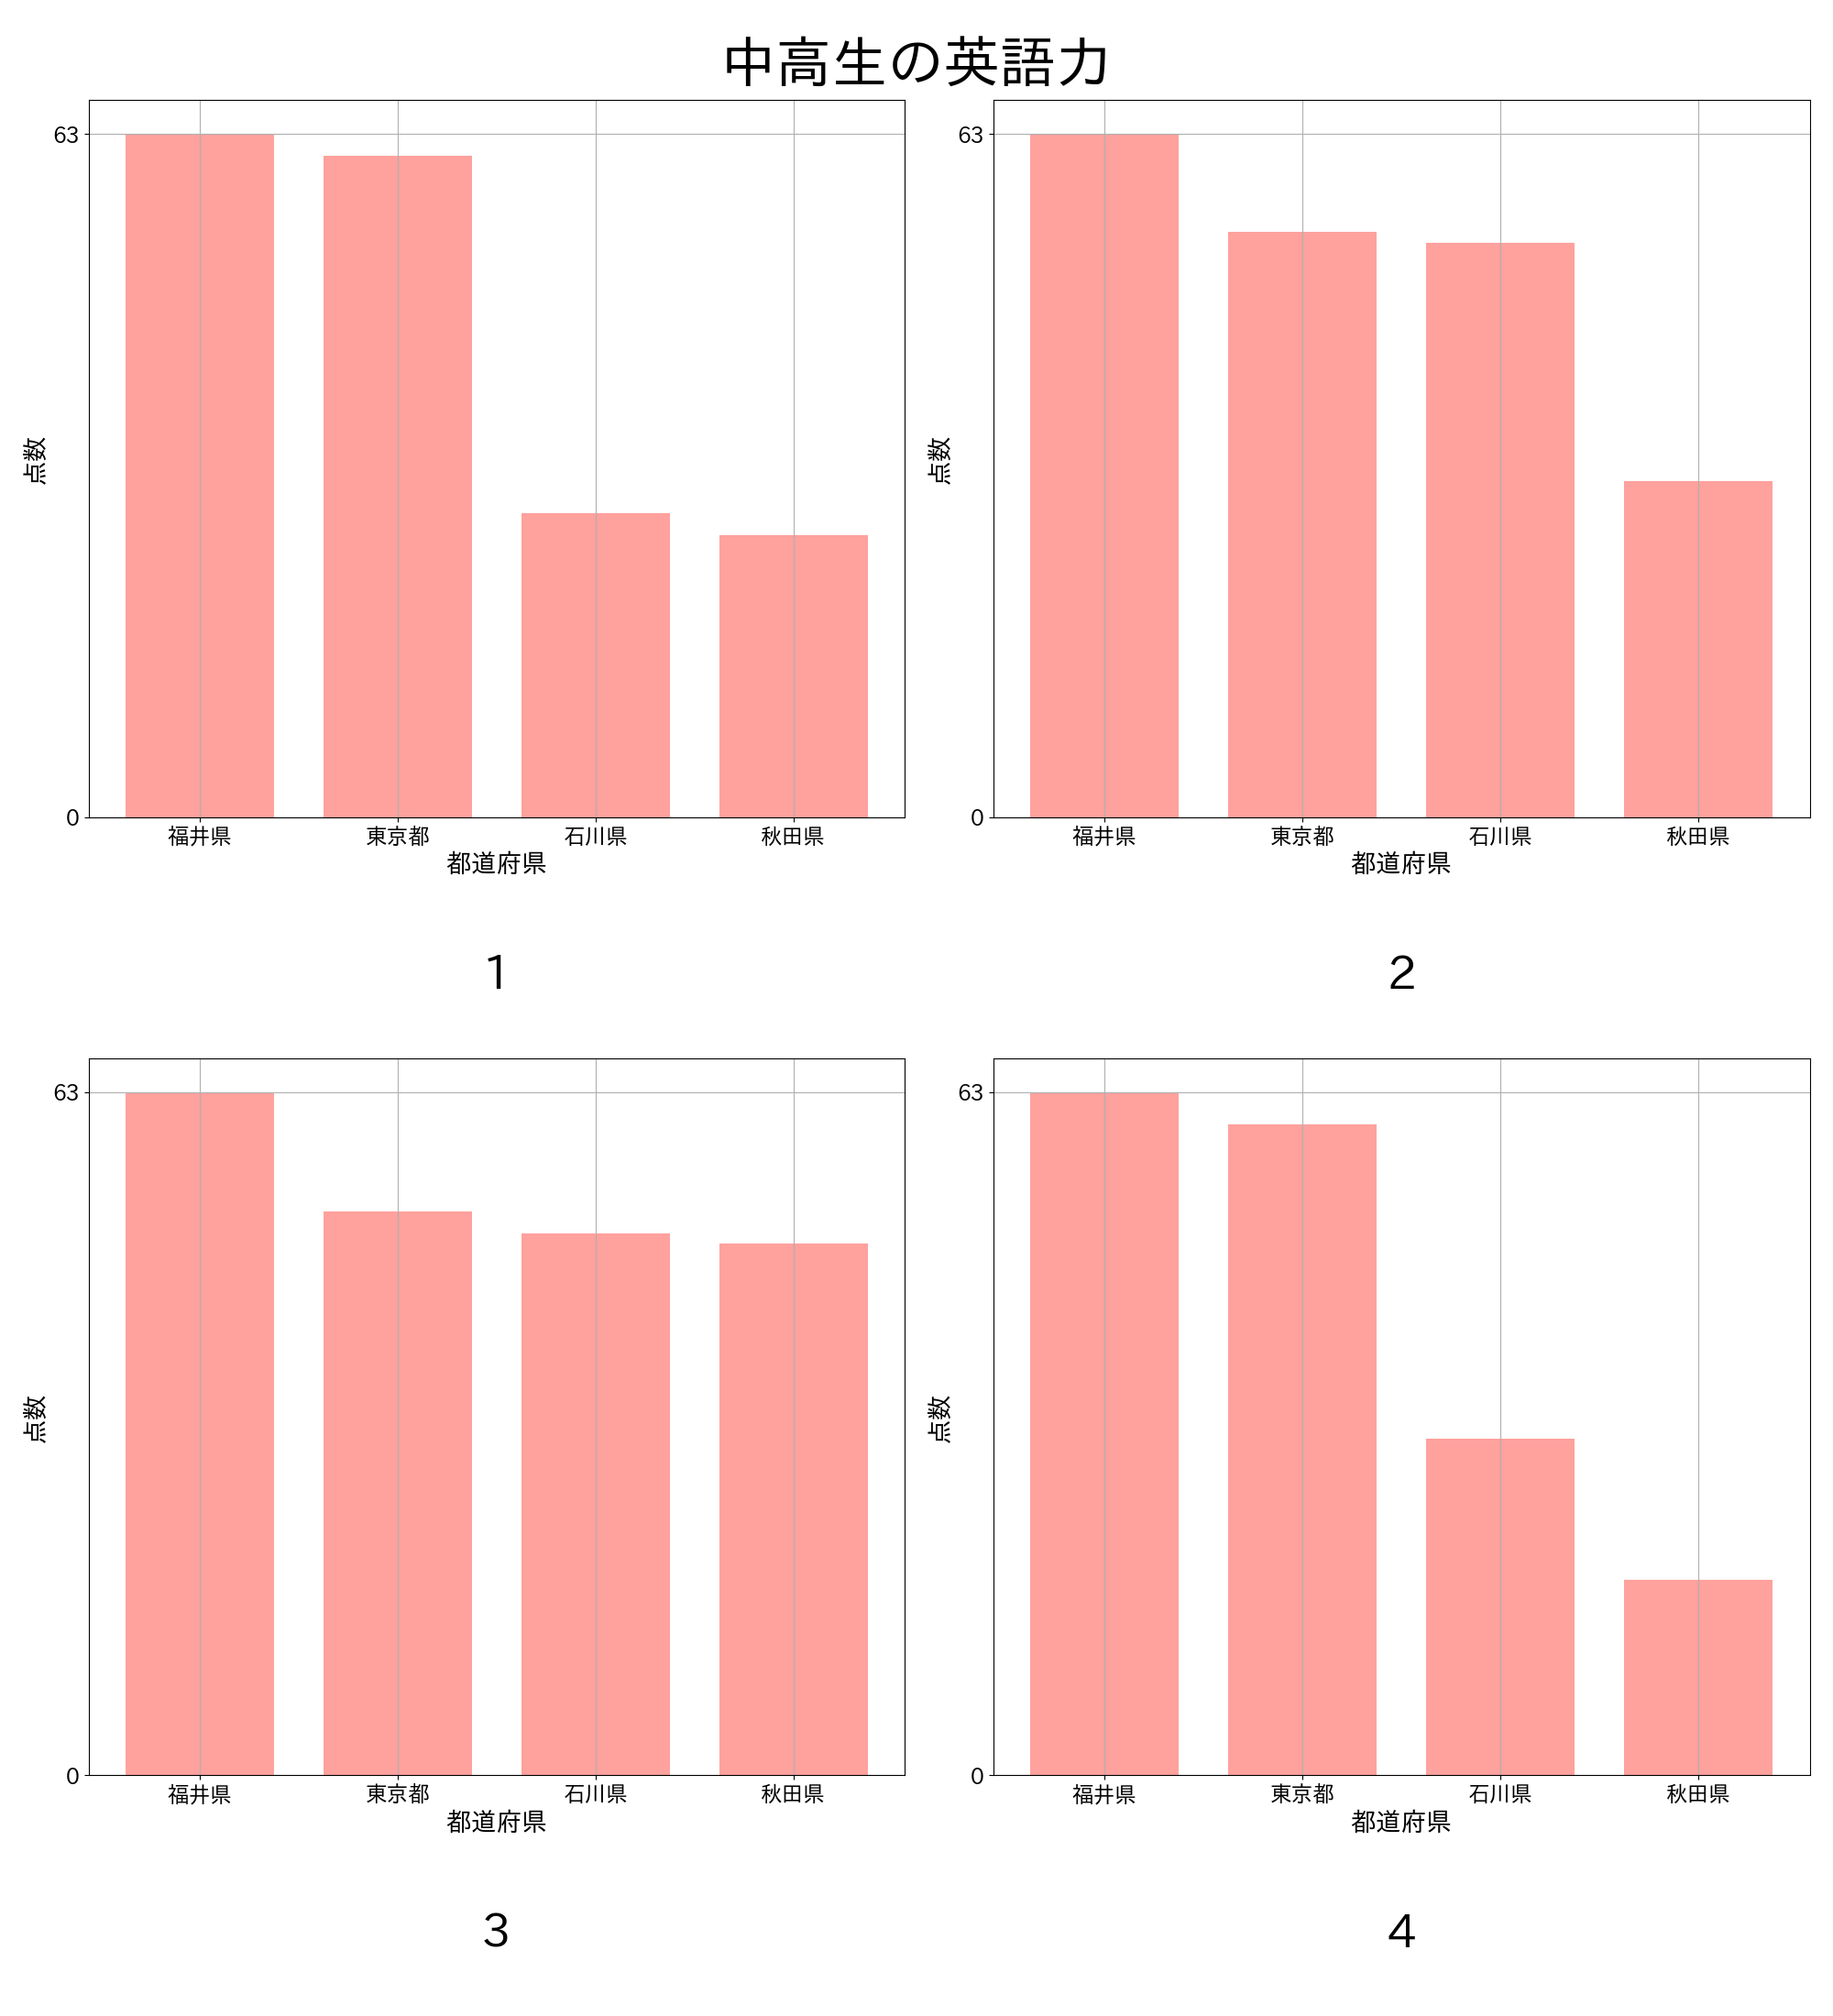 中高生の英語力
63
点数
0
福井県 東京都 石川県 秋田県
都道府県
1
63
点数
0
福井県 東京都 石川県 秋田県
都道府県
2
63
点数
0
福井県 東京都 石川県 秋田県
都道府県
3
63
点数
0
福井県 東京都 石川県 秋田県
都道府県
4